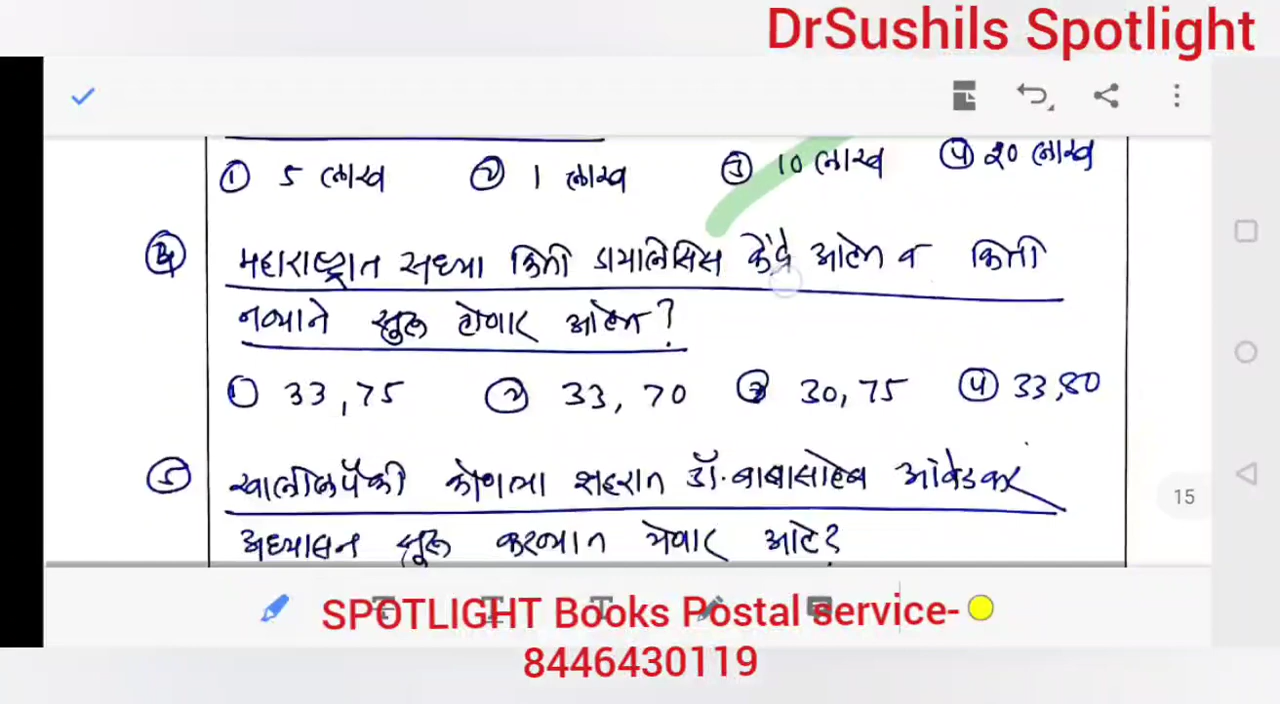 DrSushils Spotlight
① 5 लाख ② 1 लाख ③ 10 लाख ④ २० लाख
④ महाराष्ट्रात सध्या किती डायलेसिस केंद्रे आहेत व किती
नव्याने सुरू होणार आहेत?
① 33,75 ② 33, 70 ③ 30,75 ④ 33,80
⑤ खालीलपैकी कोणत्या शहरात डॉ. बाबासाहेब आंबेडकर
अध्यासन सुरू करण्यात येणार आहे?
15
SPOTLIGHT Books Postal service-
8446430119